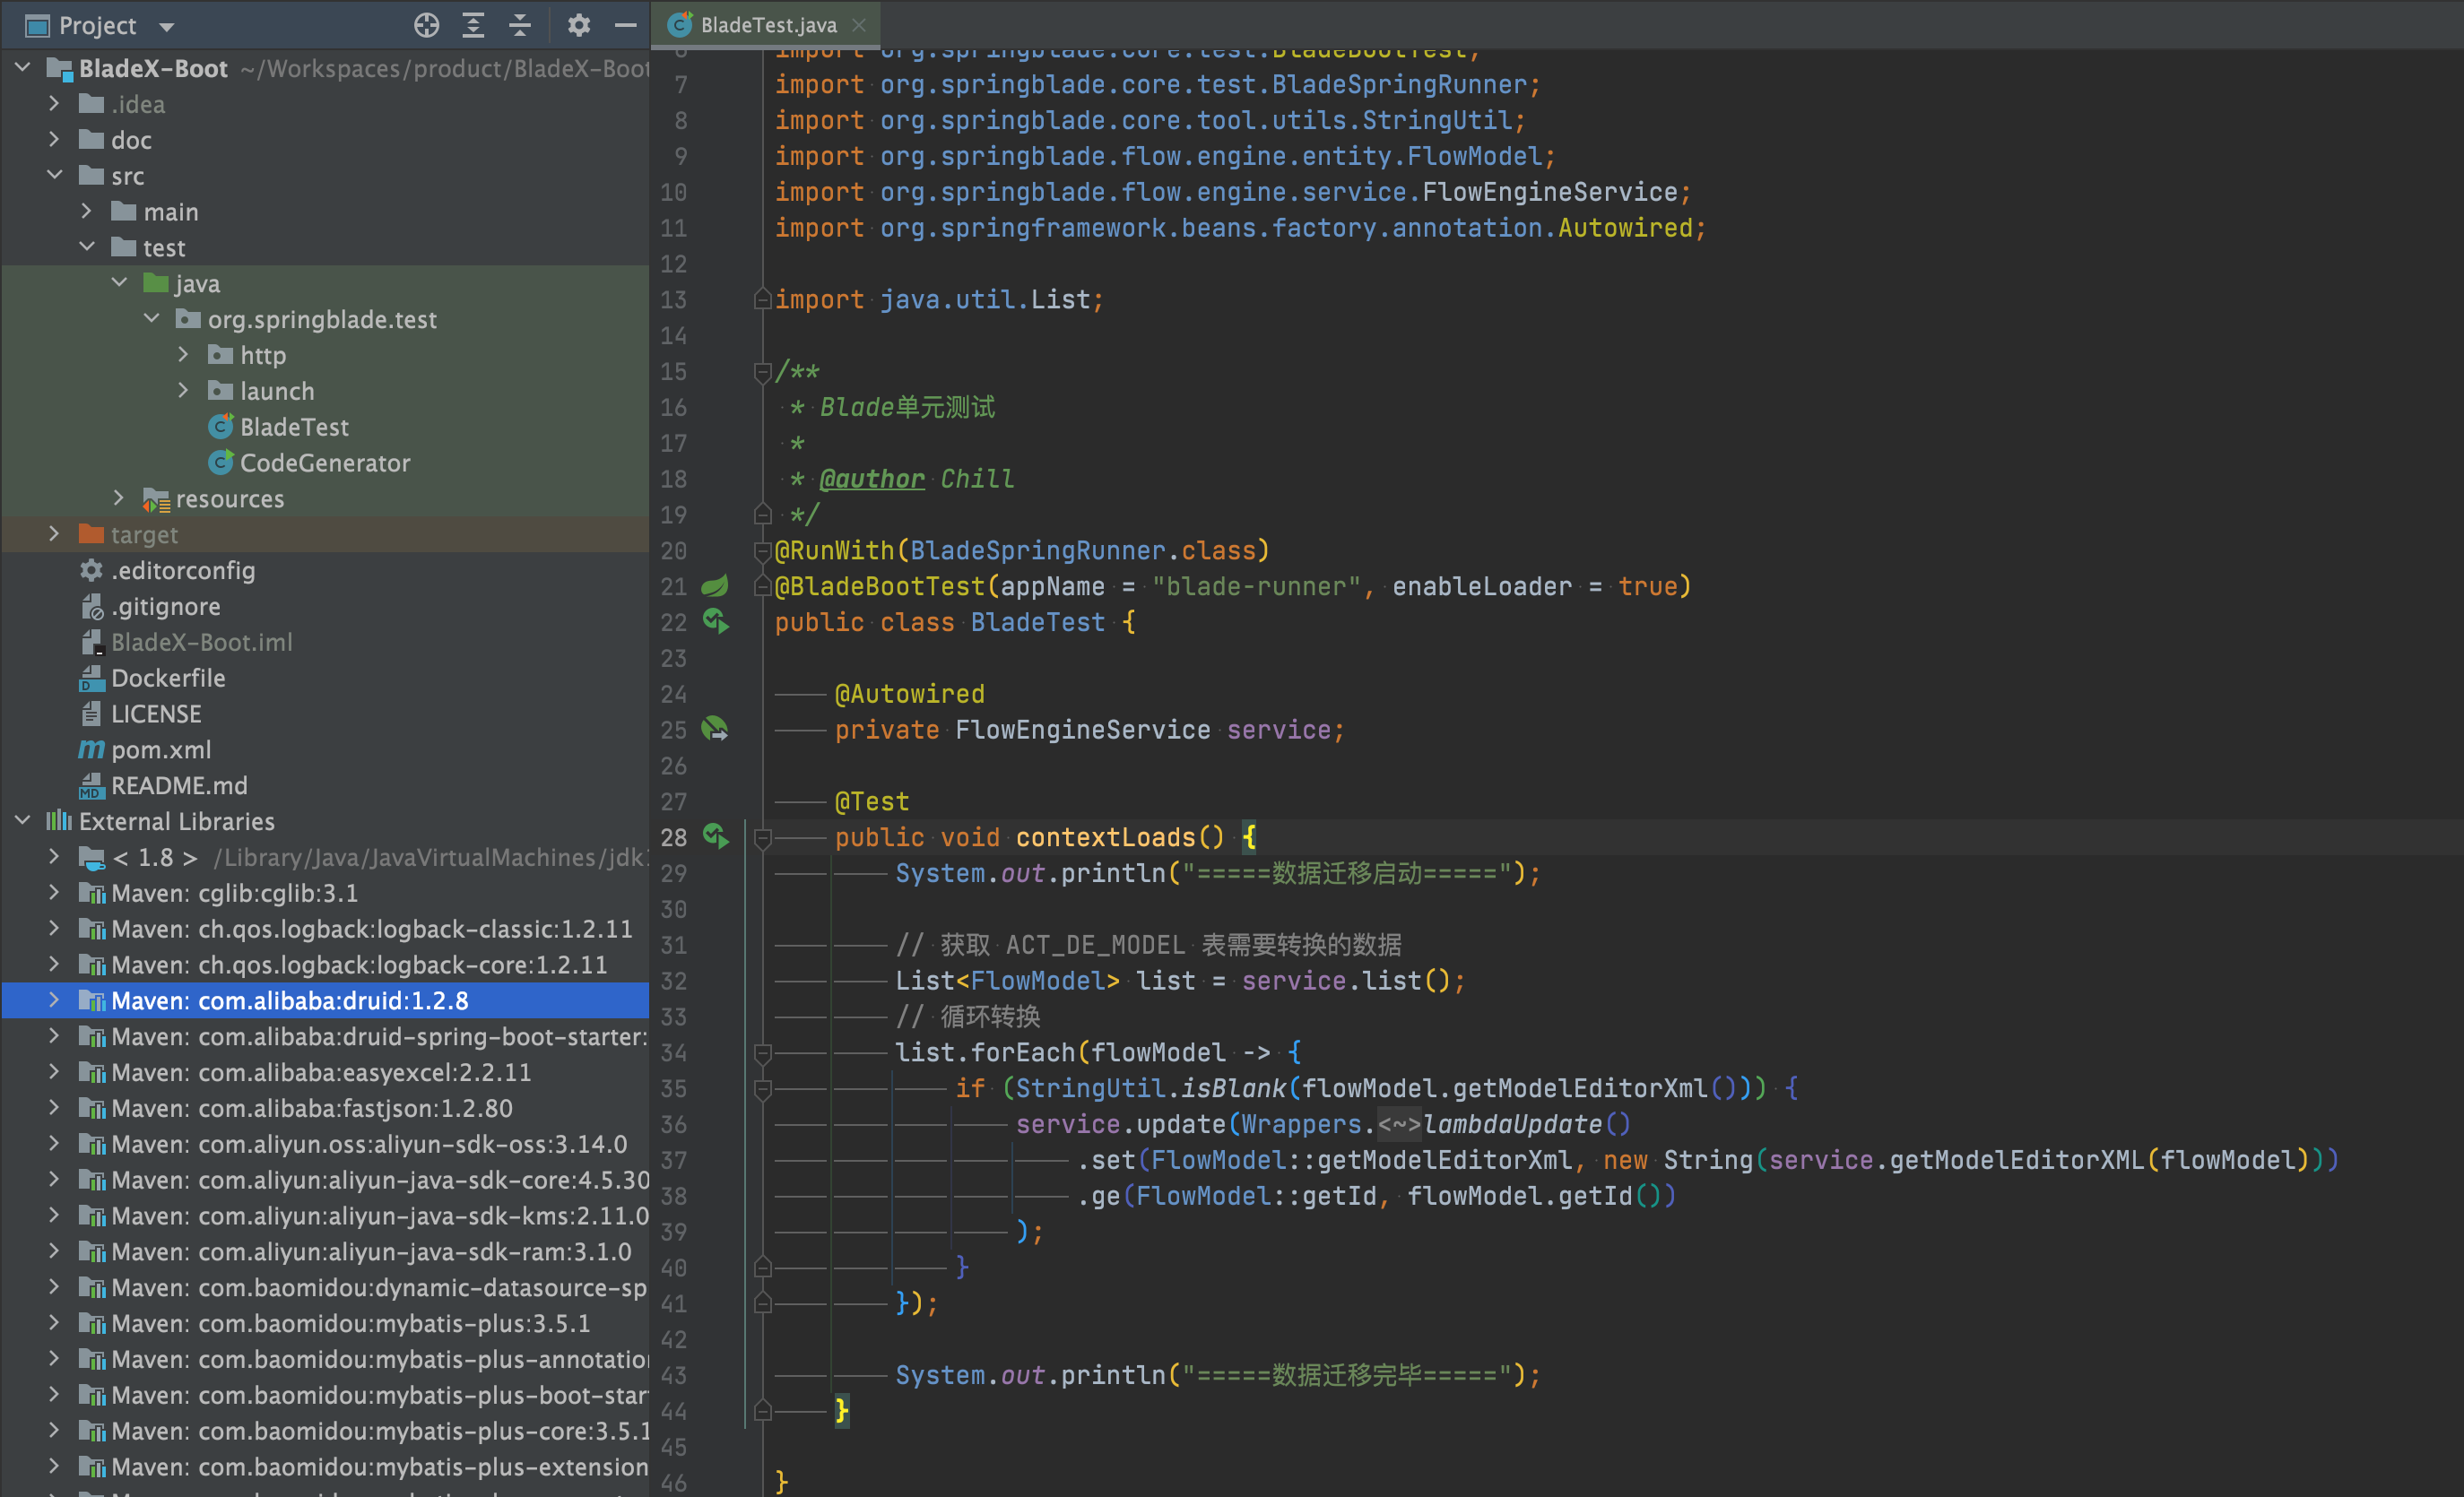 Project
BladeX-Boot ~/Workspaces/product/BladeX-Boot
.idea
doc
src
main
test
java
org.springblade.test
http
launch
BladeTest
CodeGenerator
resources
target
.editorconfig
.gitignore
BladeX-Boot.iml
Dockerfile
LICENSE
pom.xml
README.md
External Libraries
< 1.8 > /Library/Java/JavaVirtualMachines/jdk
Maven: cglib:cglib:3.1
Maven: ch.qos.logback:logback-classic:1.2.11
Maven: ch.qos.logback:logback-core:1.2.11
Maven: com.alibaba:druid:1.2.8
Maven: com.alibaba:druid-spring-boot-starter:
Maven: com.alibaba:easyexcel:2.2.11
Maven: com.alibaba:fastjson:1.2.80
Maven: com.aliyun.oss:aliyun-sdk-oss:3.14.0
Maven: com.aliyun:aliyun-java-sdk-core:4.5.30
Maven: com.aliyun:aliyun-java-sdk-kms:2.11.0
Maven: com.aliyun:aliyun-java-sdk-ram:3.1.0
Maven: com.baomidou:dynamic-datasource-sp
Maven: com.baomidou:mybatis-plus:3.5.1
Maven: com.baomidou:mybatis-plus-annotation
Maven: com.baomidou:mybatis-plus-boot-star
Maven: com.baomidou:mybatis-plus-core:3.5.1
Maven: com.baomidou:mybatis-plus-extension
BladeTest.java
6 import org.springblade.core.test.BladeBootTest;
7 import org.springblade.core.test.BladeSpringRunner;
8 import org.springblade.core.tool.utils.StringUtil;
9 import org.springblade.flow.engine.entity.FlowModel;
10 import org.springblade.flow.engine.service.FlowEngineService;
11 import org.springframework.beans.factory.annotation.Autowired;
12
13 import java.util.List;
14
15 /**
16 * Blade单元测试
17 *
18 * @author Chill
19 */
20 @RunWith(BladeSpringRunner.class)
21 @BladeBootTest(appName = "blade-runner", enableLoader = true)
22 public class BladeTest {
23
24 @Autowired
25 private FlowEngineService service;
26
27 @Test
28 public void contextLoads() {
29 System.out.println("=====数据迁移启动=====");
30
31 // 获取 ACT_DE_MODEL 表需要转换的数据
32 List<FlowModel> list = service.list();
33 // 循环转换
34 list.forEach(flowModel -> {
35 if (StringUtil.isBlank(flowModel.getModelEditorXml())) {
36 service.update(Wrappers.<~>lambdaUpdate()
37 .set(FlowModel::getModelEditorXml, new String(service.getModelEditorXML(flowModel)))
38 .ge(FlowModel::getId, flowModel.getId())
39 );
40 }
41 });
42
43 System.out.println("=====数据迁移完毕=====");
44 }
45
46 }